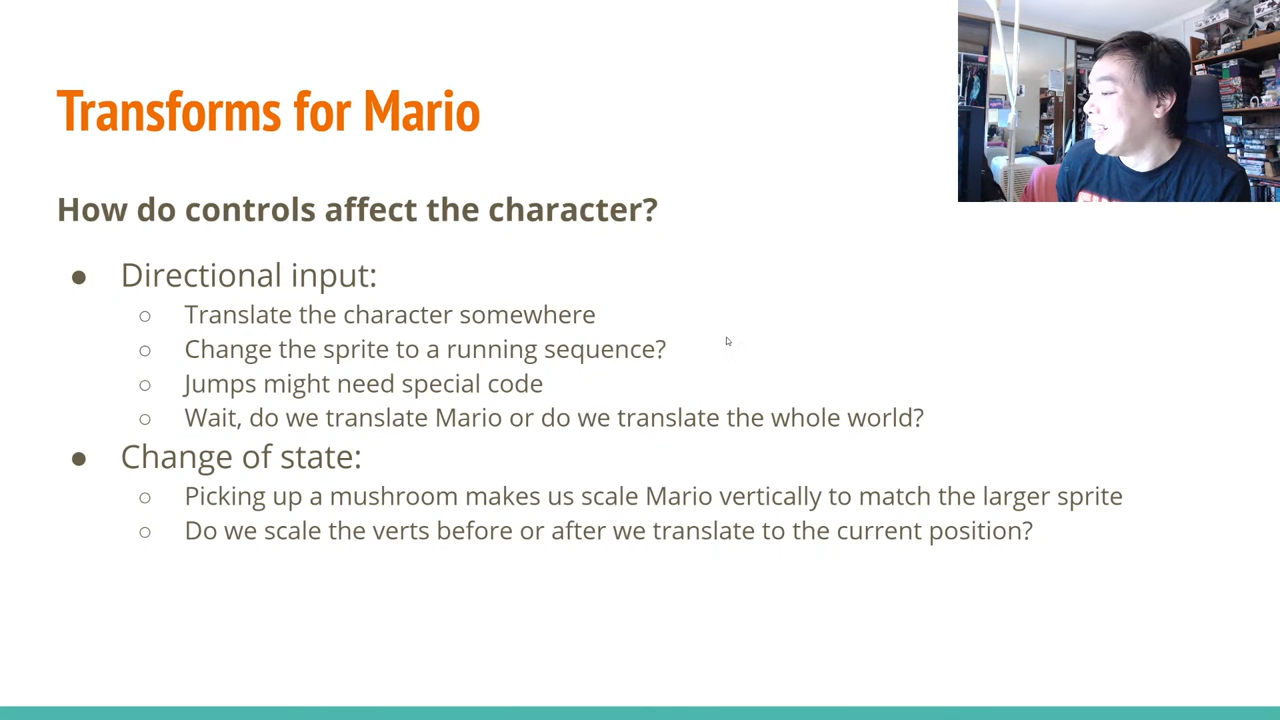 Transforms for Mario
How do controls affect the character?
● Directional input:
○ Translate the character somewhere
○ Change the sprite to a running sequence?
○ Jumps might need special code
○ Wait, do we translate Mario or do we translate the whole world?
● Change of state:
○ Picking up a mushroom makes us scale Mario vertically to match the larger sprite
○ Do we scale the verts before or after we translate to the current position?